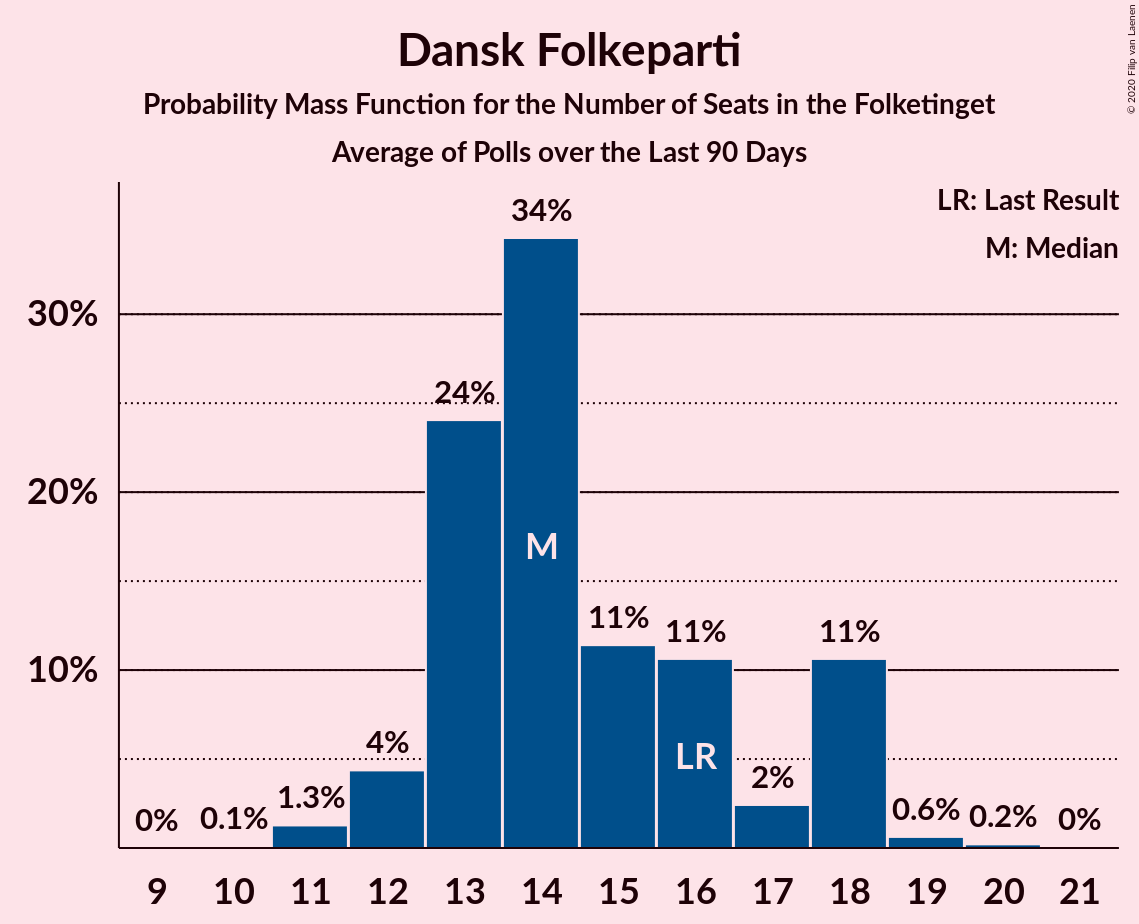 Dansk Folkeparti
Probability Mass Function for the Number of Seats in the Folketinget
Average of Polls over the Last 90 Days
© 2020 Filip van Laenen
LR: Last Result
M: Median
30%
20%
10%
0%
0.1%
1.3%
4%
24%
34%
11%
11%
2%
11%
0.6%
0.2%
0%
M
LR
9 10 11 12 13 14 15 16 17 18 19 20 21